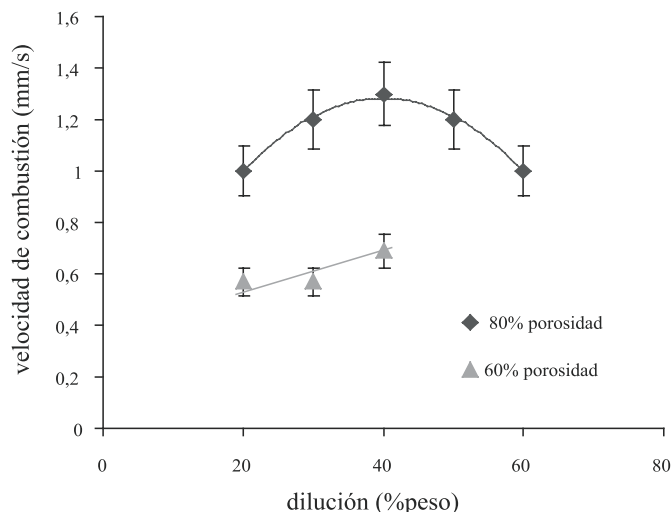 velocidad de combustión (mm/s)
1,6
1,4
1,2
1
0,8
0,6
0,4
0,2
0
80% porosidad
60% porosidad
0 20 40 60 80
dilución (%peso)